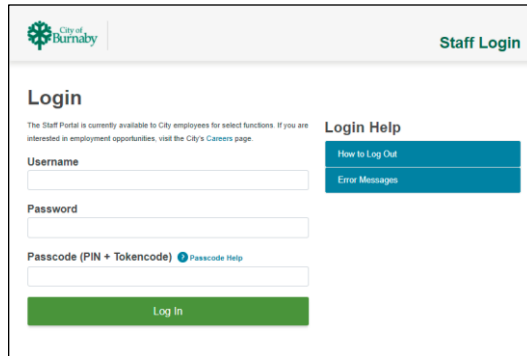 City of
Burnaby
Staff Login
Login
The Staff Portal is currently available to City employees for select functions. If you are
interested in employment opportunities, visit the City's Careers page.
Username
Password
Passcode (PIN + Tokencode) ? Passcode Help
Log In
Login Help
How to Log Out
Error Messages